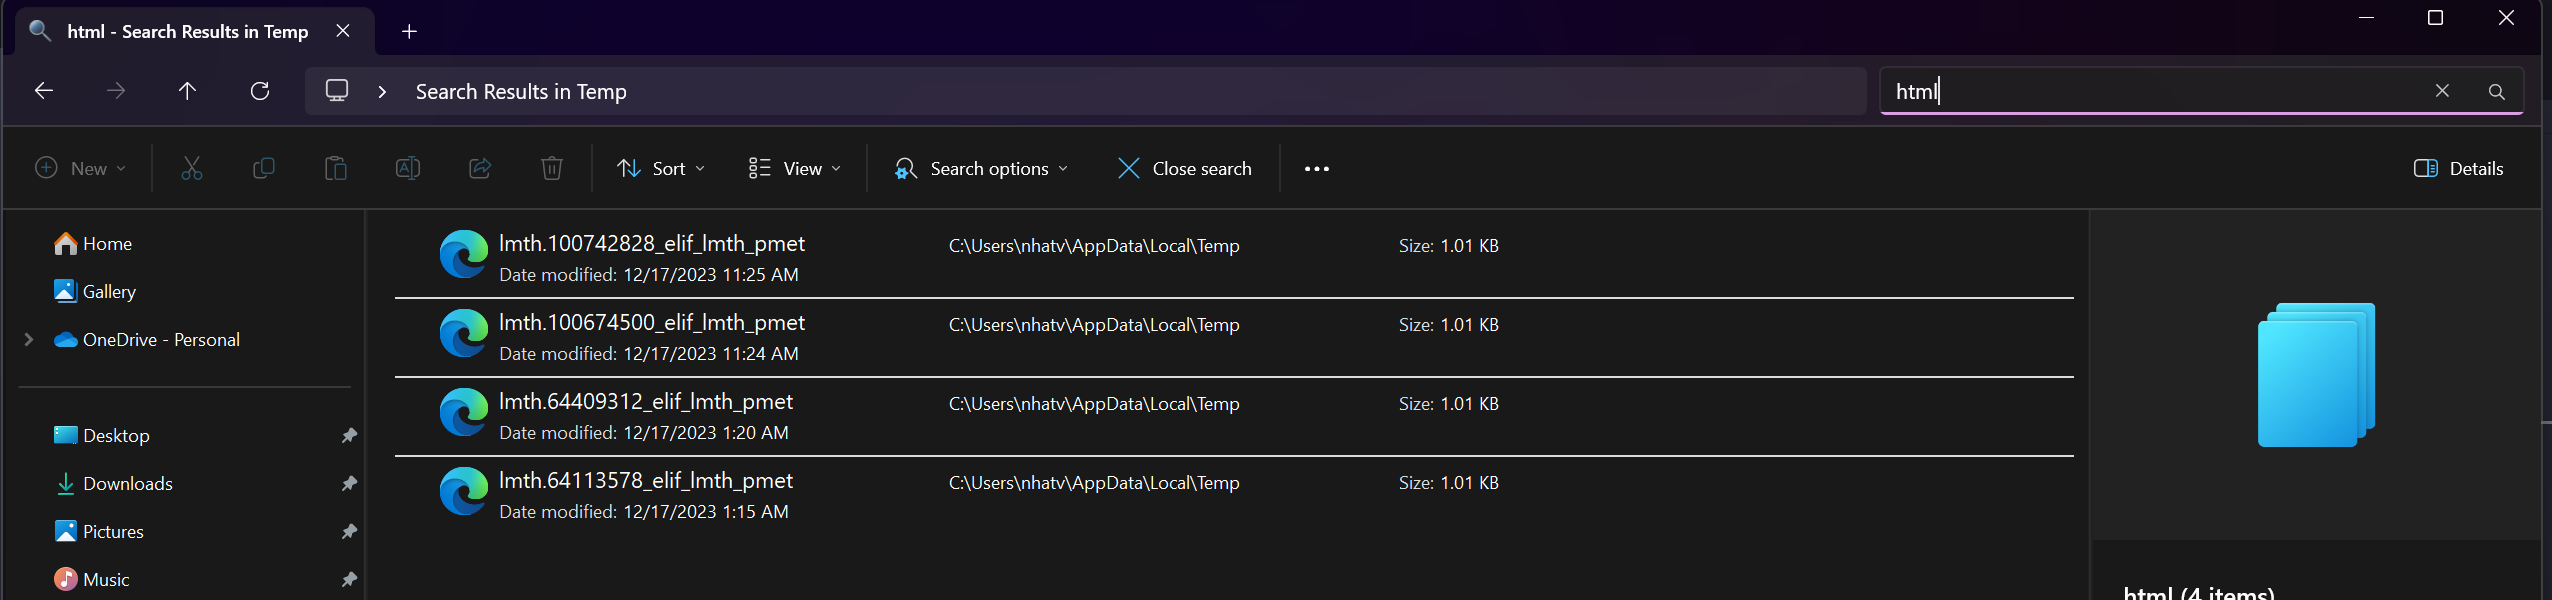 html - Search Results in Temp
Search Results in Temp
html
New
Sort
View
Search options
Close search
Details
Home
Gallery
OneDrive - Personal
Desktop
Downloads
Pictures
Music
lmth.100742828_elif_lmth_pmet C:\Users\nhatv\AppData\Local\Temp Size: 1.01 KB
Date modified: 12/17/2023 11:25 AM
lmth.100674500_elif_lmth_pmet C:\Users\nhatv\AppData\Local\Temp Size: 1.01 KB
Date modified: 12/17/2023 11:24 AM
lmth.64409312_elif_lmth_pmet C:\Users\nhatv\AppData\Local\Temp Size: 1.01 KB
Date modified: 12/17/2023 1:20 AM
lmth.64113578_elif_lmth_pmet C:\Users\nhatv\AppData\Local\Temp Size: 1.01 KB
Date modified: 12/17/2023 1:15 AM
html (4 items)